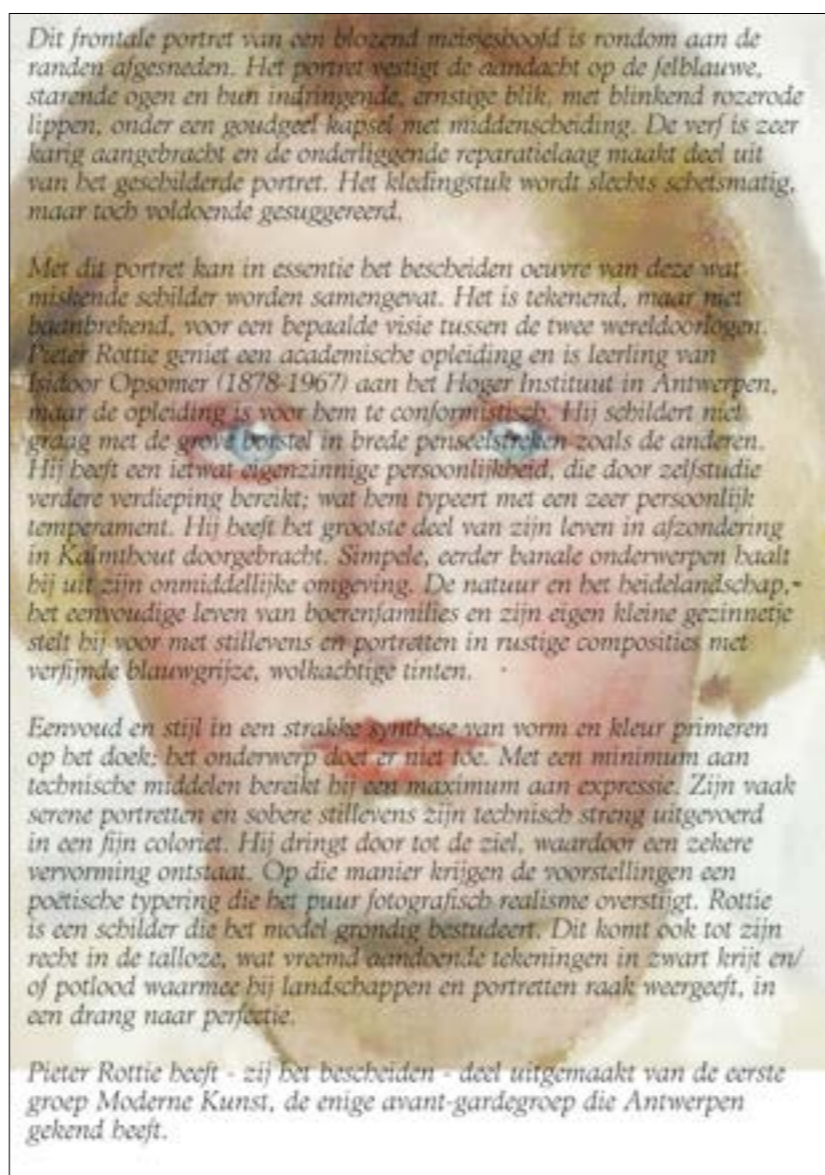 Dit frontale portret van een blozend meisjeshoofd is rondom aan de
randen afgesneden. Het portret vestigt de aandacht op de felblauwe,
starende ogen en hun indringende, ernstige blik, met blinkend rozerode
lippen, onder een goudgeel kapsel met middenscheiding. De verf is zeer
karig aangebracht en de onderliggende reparatielaag maakt deel uit
van het geschilderde portret. Het kledingstuk wordt slechts schetsmatig,
maar toch voldoende gesuggereerd.

Met dit portret kan in essentie het bescheiden oeuvre van deze wat
miskende schilder worden samengevat. Het is tekenend, maar niet
baanbrekend, voor een bepaalde visie tussen de twee wereldoorlogen.
Pieter Rottie geniet een academische opleiding en is leerling van
Isidoor Opsomer (1878-1967) aan het Hoger Instituut in Antwerpen,
maar de opleiding is voor hem te conformistisch. Hij schildert niet
graag met de grove borstel in brede penseelstreken zoals de anderen.
Hij heeft een ietwat eigenzinnige persoonlijkheid, die door zelfstudie
verdere verdieping bereikt; wat hem typeert met een zeer persoonlijk
temperament. Hij heeft het grootste deel van zijn leven in afzondering
in Kalmthout doorgebracht. Simpele, eerder banale onderwerpen haalt
hij uit zijn onmiddellijke omgeving. De natuur en het heidelandschap,
het eenvoudige leven van boerenfamilies en zijn eigen kleine gezinnetje
stelt hij voor met stillevens en portretten in rustige composities met
verfijnde blauwgrijze, wolkachtige tinten.

Eenvoud en stijl in een strakke synthese van vorm en kleur primeren
op het doek; het onderwerp doet er niet toe. Met een minimum aan
technische middelen bereikt hij een maximum aan expressie. Zijn vaak
serene portretten en sobere stillevens zijn technisch streng uitgevoerd
in een fijn coloriet. Hij dringt door tot de ziel, waardoor een zekere
vervorming ontstaat. Op die manier krijgen de voorstellingen een
poëtische typering die het puur fotografisch realisme overstijgt. Rottie
is een schilder die het model grondig bestudeert. Dit komt ook tot zijn
recht in de talloze, wat vreemd aandoende tekeningen in zwart krijt en/
of potlood waarmee hij landschappen en portretten raak weergeeft, in
een drang naar perfectie.

Pieter Rottie heeft - zij het bescheiden - deel uitgemaakt van de eerste
groep Moderne Kunst, de enige avant-gardegroep die Antwerpen
gekend heeft.